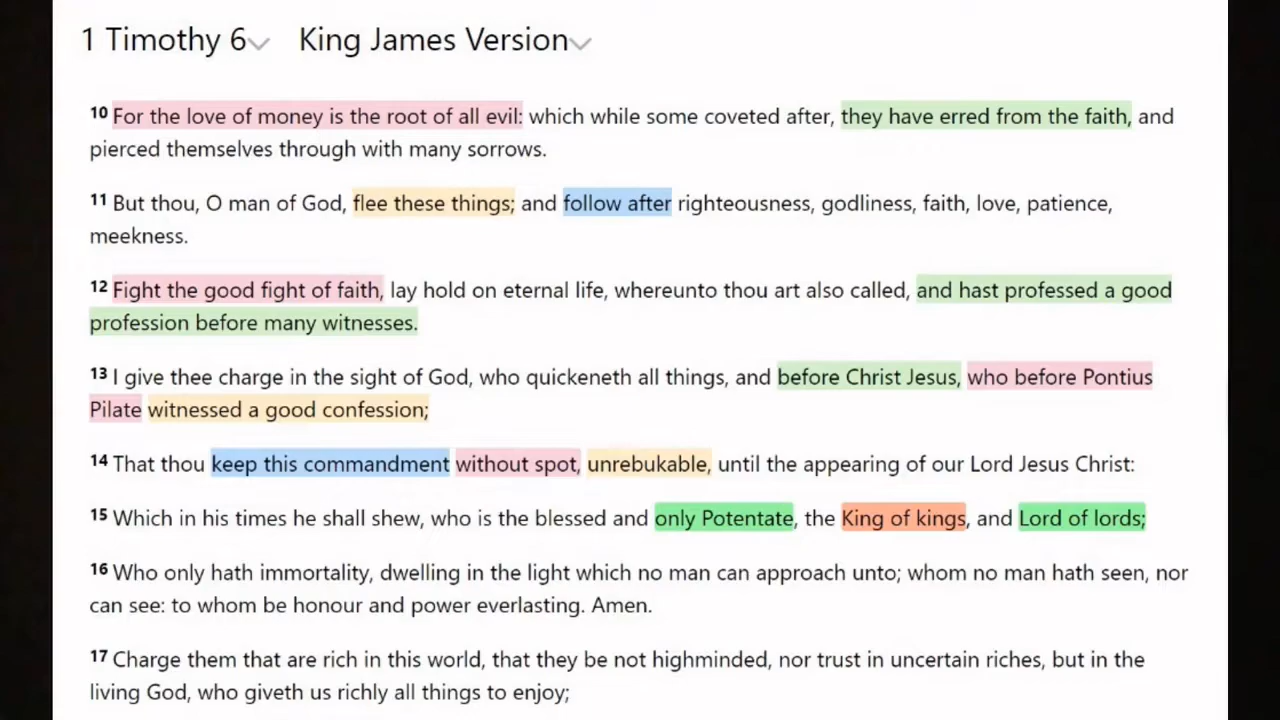 1 Timothy 6 King James Version
10 For the love of money is the root of all evil: which while some coveted after, they have erred from the faith, and
pierced themselves through with many sorrows.
11 But thou, O man of God, flee these things; and follow after righteousness, godliness, faith, love, patience,
meekness.
12 Fight the good fight of faith, lay hold on eternal life, whereunto thou art also called, and hast professed a good
profession before many witnesses.
13 I give thee charge in the sight of God, who quickeneth all things, and before Christ Jesus, who before Pontius
Pilate witnessed a good confession;
14 That thou keep this commandment without spot, unrebukable, until the appearing of our Lord Jesus Christ:
15 Which in his times he shall shew, who is the blessed and only Potentate, the King of kings, and Lord of lords;
16 Who only hath immortality, dwelling in the light which no man can approach unto; whom no man hath seen, nor
can see: to whom be honour and power everlasting. Amen.
17 Charge them that are rich in this world, that they be not highminded, nor trust in uncertain riches, but in the
living God, who giveth us richly all things to enjoy;